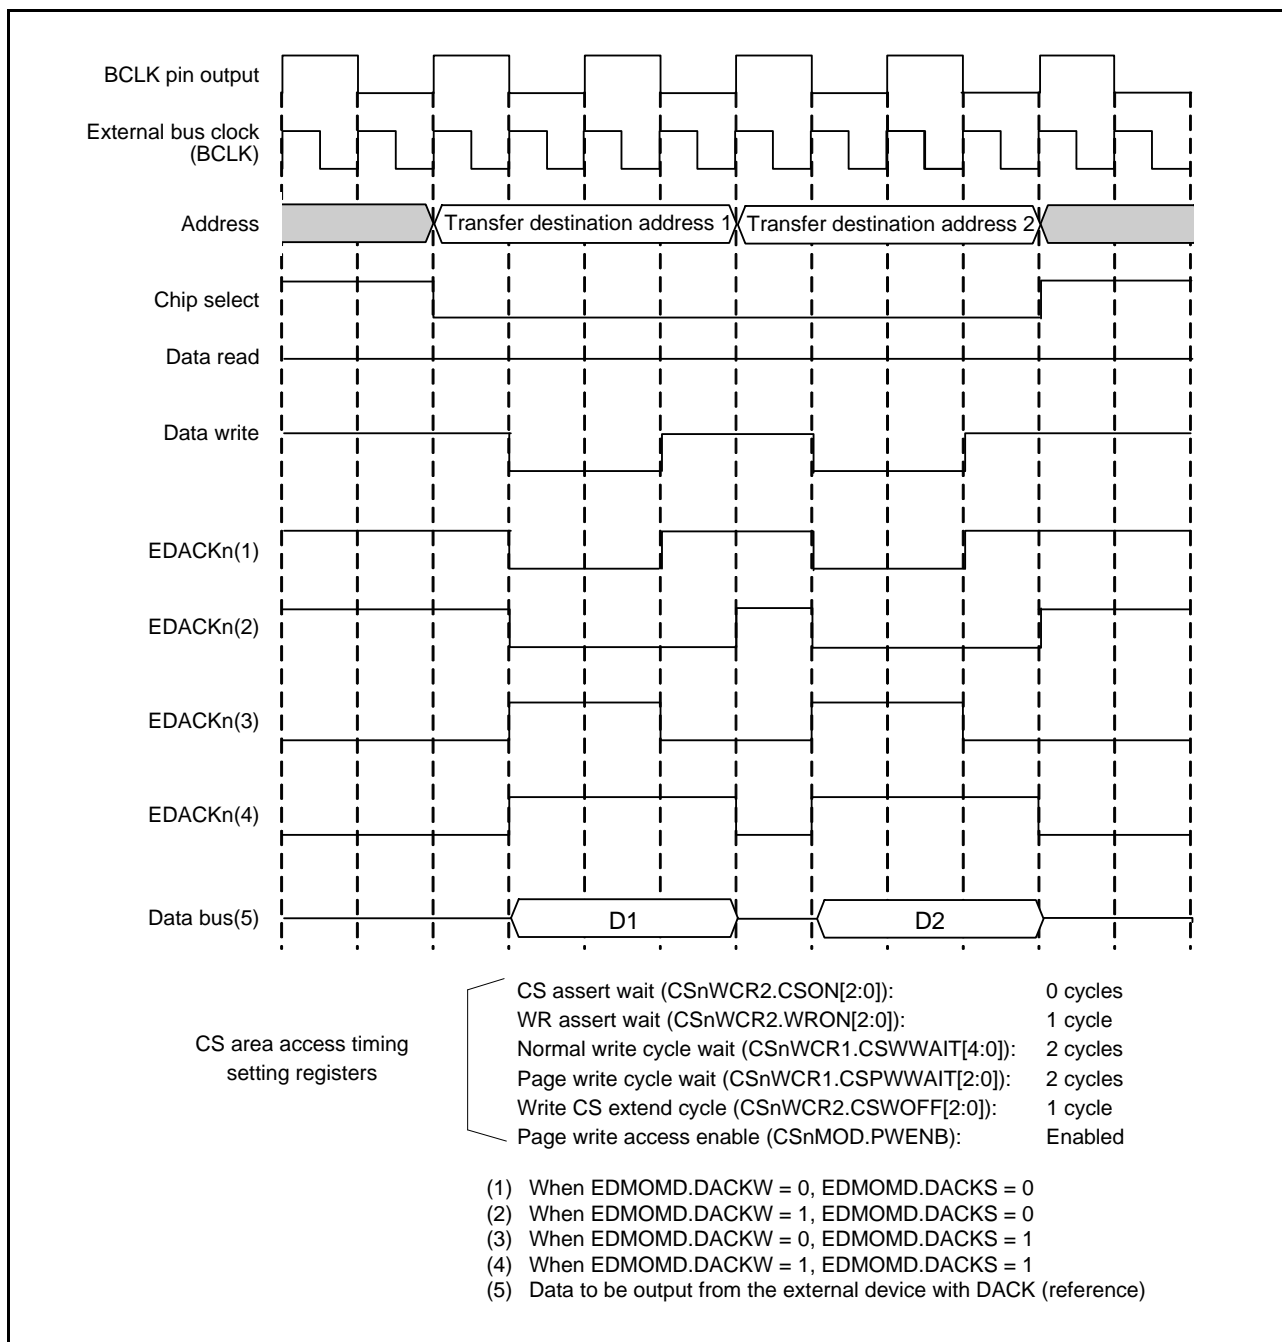 BCLK pin output
External bus clock
(BCLK)
Address
Transfer destination address 1
Transfer destination address 2
Chip select
Data read
Data write
EDACKn(1)
EDACKn(2)
EDACKn(3)
EDACKn(4)
Data bus(5)
D1
D2
CS area access timing
setting registers
CS assert wait (CSnWCR2.CSON[2:0]): 0 cycles
WR assert wait (CSnWCR2.WRON[2:0]): 1 cycle
Normal write cycle wait (CSnWCR1.CSWWAIT[4:0]): 2 cycles
Page write cycle wait (CSnWCR1.CSPWWAIT[2:0]): 2 cycles
Write CS extend cycle (CSnWCR2.CSWOFF[2:0]): 1 cycle
Page write access enable (CSnMOD.PWENB): Enabled
(1) When EDMOMD.DACKW = 0, EDMOMD.DACKS = 0
(2) When EDMOMD.DACKW = 1, EDMOMD.DACKS = 0
(3) When EDMOMD.DACKW = 0, EDMOMD.DACKS = 1
(4) When EDMOMD.DACKW = 1, EDMOMD.DACKS = 1
(5) Data to be output from the external device with DACK (reference)